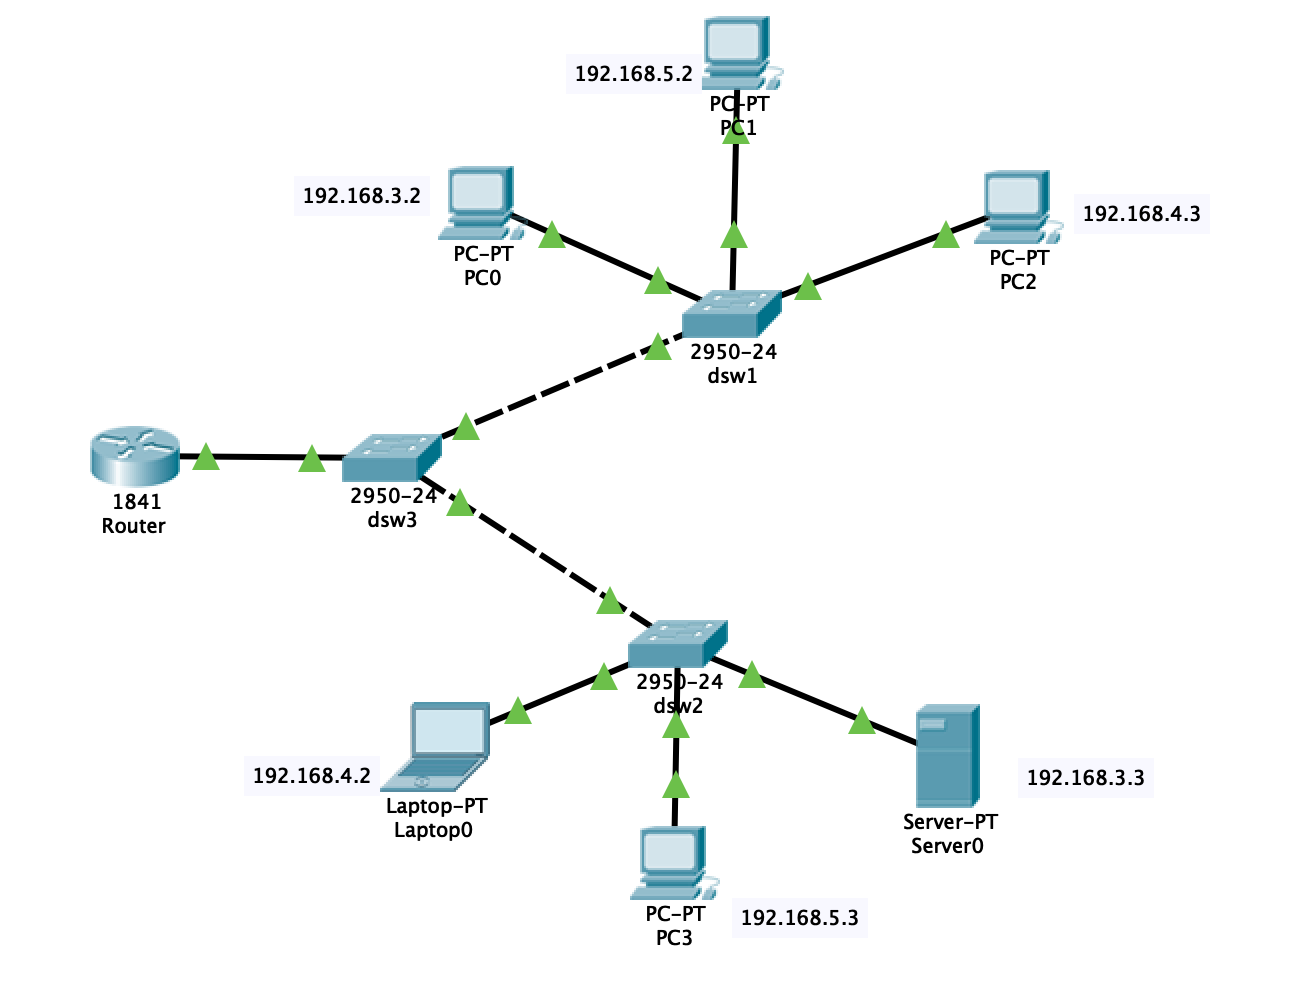 192.168.5.2
PC-PT
PC1
192.168.3.2
PC-PT
PC0
192.168.4.3
PC-PT
PC2
2950-24
dsw1
1841
Router
2950-24
dsw3
2950-24
dsw2
192.168.4.2
Laptop-PT
Laptop0
192.168.3.3
Server-PT
Server0
PC-PT
PC3
192.168.5.3